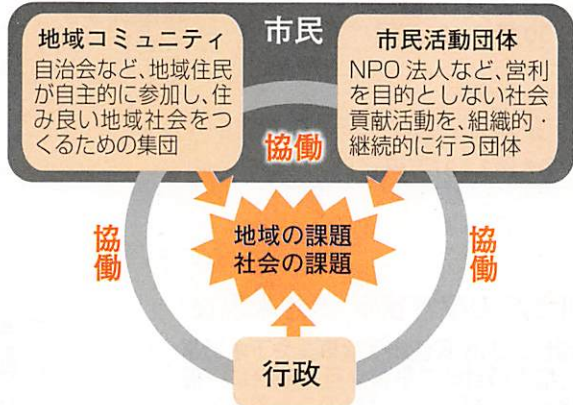 市民
地域コミュニティ
自治会など、地域住民
が自主的に参加し、住
み良い地域社会をつ
くるための集団
市民活動団体
NPO法人など、営利
を目的としない社会
貢献活動を、組織的・
継続的に行う団体
協働
協働
協働
地域の課題
社会の課題
行政